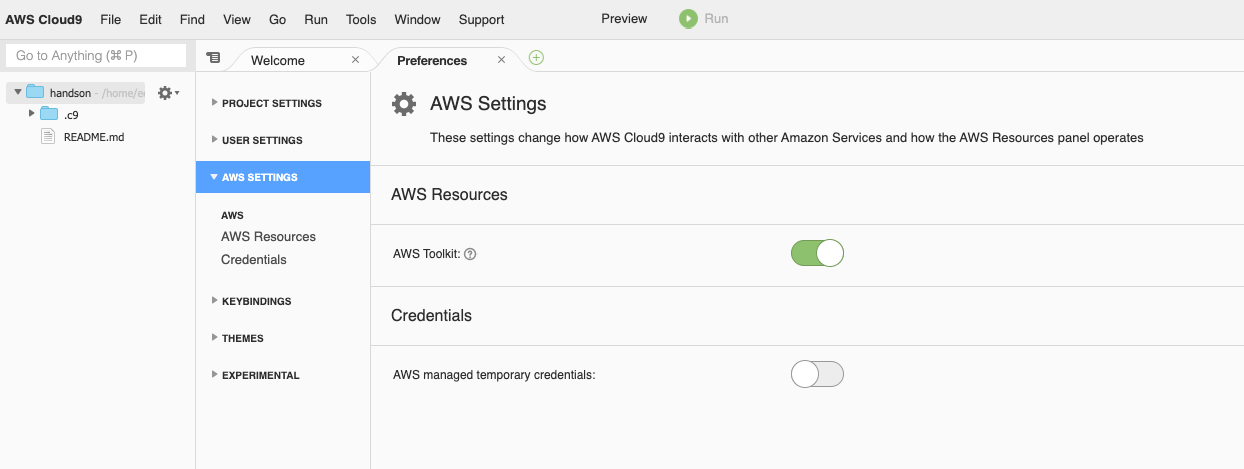 AWS Cloud9 File Edit Find View Go Run Tools Window Support Preview Run
Go to Anything (⌘ P)
Welcome
Preferences
handson - /home/e
.c9
README.md
PROJECT SETTINGS
USER SETTINGS
AWS SETTINGS
AWS
AWS Resources
Credentials
KEYBINDINGS
THEMES
EXPERIMENTAL
AWS Settings
These settings change how AWS Cloud9 interacts with other Amazon Services and how the AWS Resources panel operates
AWS Resources
AWS Toolkit: ?
Credentials
AWS managed temporary credentials: